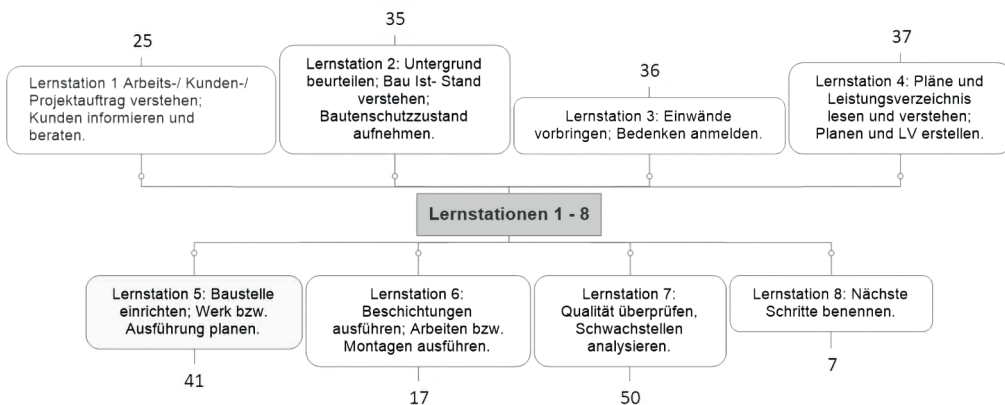 25
35
36
37
Lernstation 1 Arbeits-/ Kunden-/
Projektauftrag verstehen;
Kunden informieren und
beraten.
Lernstation 2: Untergrund
beurteilen; Bau Ist- Stand
verstehen;
Bautenschutzzustand
aufnehmen.
Lernstation 3: Einwände
vorbringen; Bedenken anmelden.
Lernstation 4: Pläne und
Leistungsverzeichnis
lesen und verstehen;
Planen und LV erstellen.
Lernstationen 1 - 8
Lernstation 5: Baustelle
einrichten; Werk bzw.
Ausführung planen.
Lernstation 6:
Beschichtungen
ausführen; Arbeiten bzw.
Montagen ausführen.
Lernstation 7:
Qualität überprüfen,
Schwachstellen
analysieren.
Lernstation 8: Nächste
Schritte benennen.
41
17
50
7